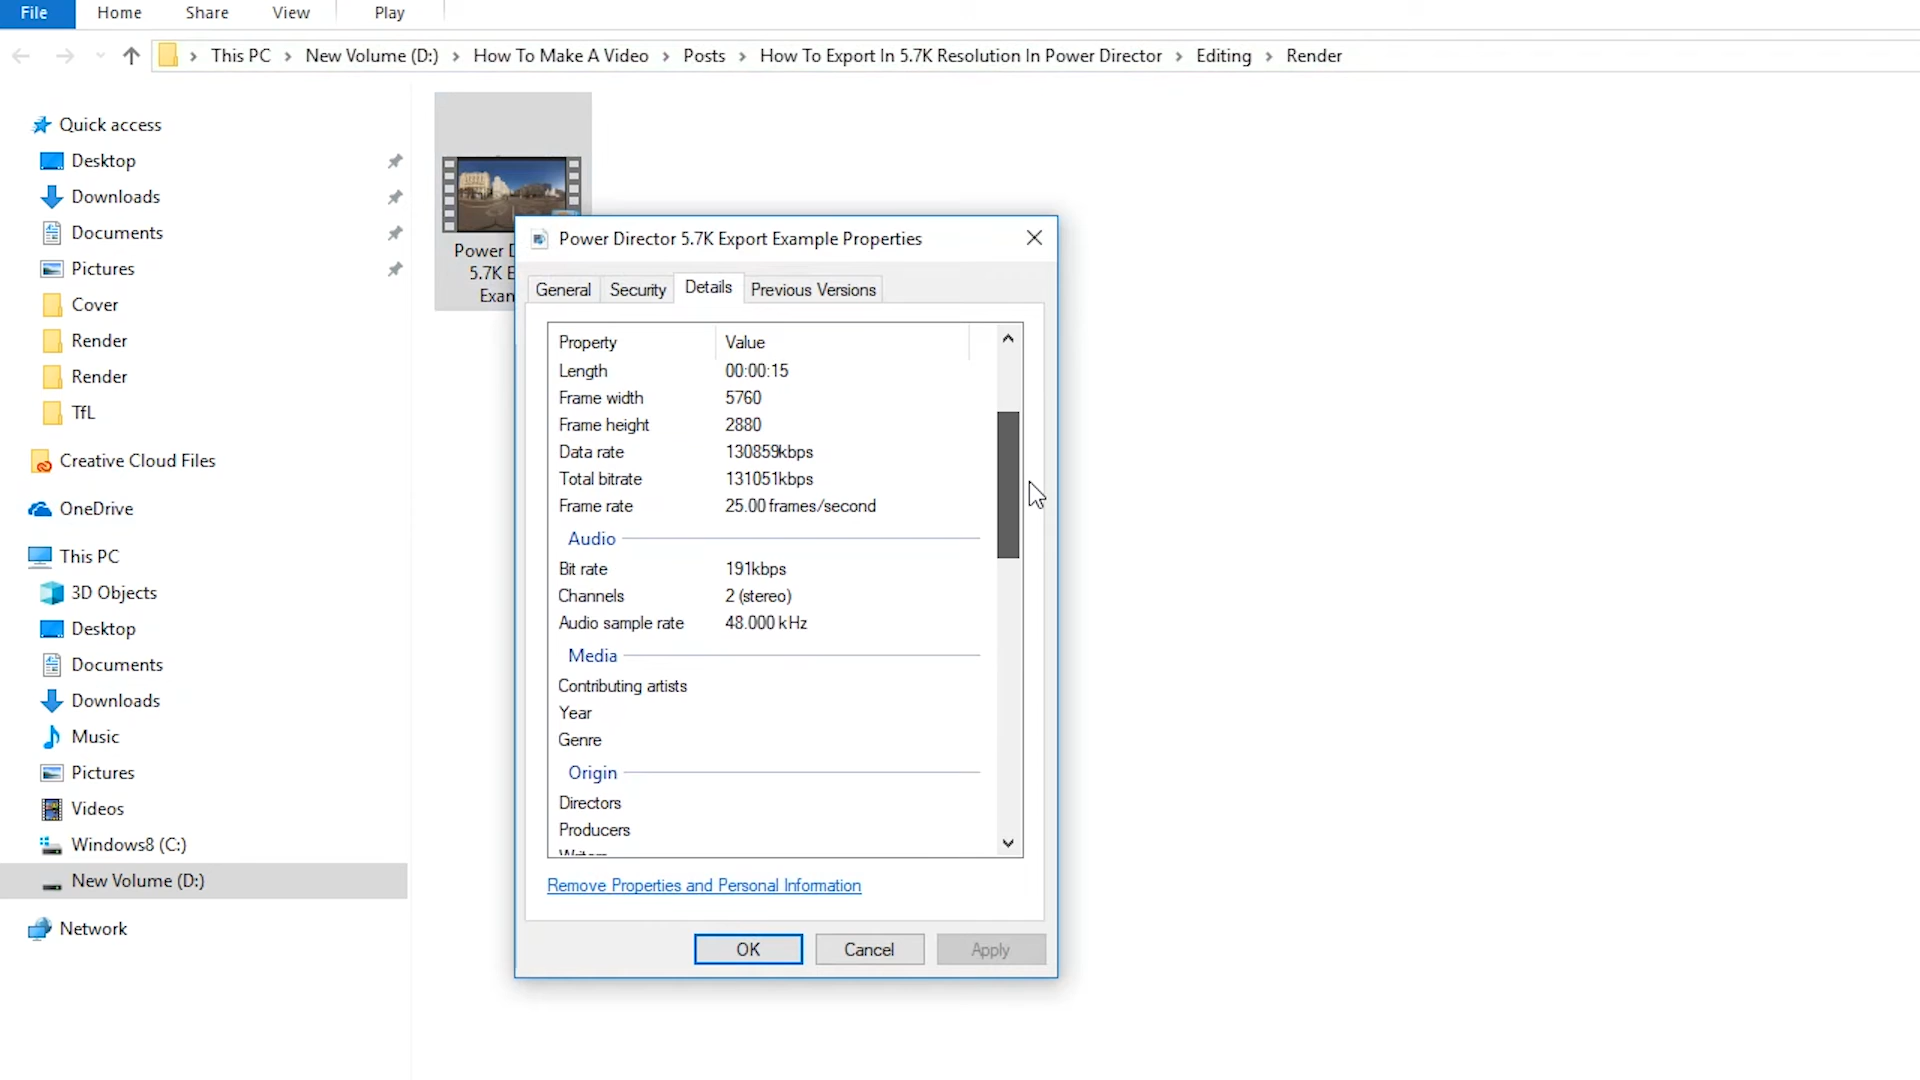 File Home Share View Play
This PC New Volume (D:) How To Make A Video Posts How To Export In 5.7K Resolution In Power Director Editing Render
Quick access
Desktop
Downloads
Documents
Pictures
Cover
Render
Render
TfL
Creative Cloud Files
OneDrive
This PC
3D Objects
Desktop
Documents
Downloads
Music
Pictures
Videos
Windows8 (C:)
New Volume (D:)
Network
Power D
5.7K E
Exan
Power Director 5.7K Export Example Properties
General Security Details Previous Versions
Property Value
Length 00:00:15
Frame width 5760
Frame height 2880
Data rate 130859kbps
Total bitrate 131051kbps
Frame rate 25.00 frames/second
Audio
Bit rate 191kbps
Channels 2 (stereo)
Audio sample rate 48.000 kHz
Media
Contributing artists
Year
Genre
Origin
Directors
Producers
Remove Properties and Personal Information
OK Cancel Apply